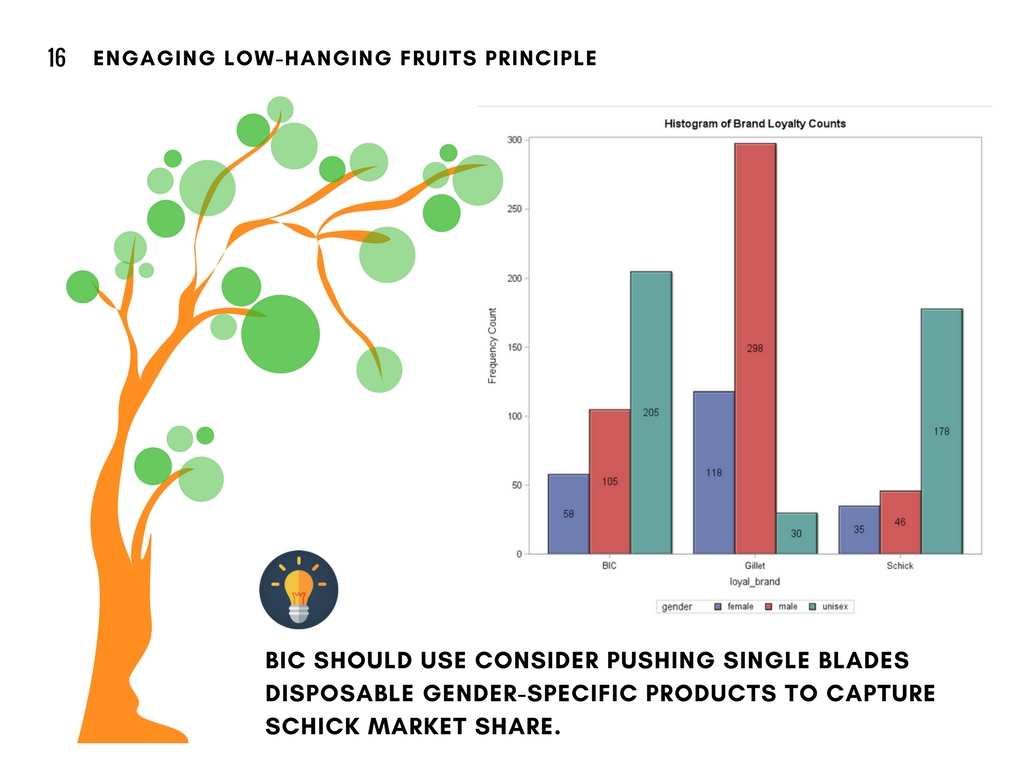 16 ENGAGING LOW-HANGING FRUITS PRINCIPLE
Histogram of Brand Loyalty Counts
300
250
200
150
100
50
0
Frequency Count
58
105
205
118
298
30
35
46
178
BIC Gillet Schick
loyal_brand
gender female male unisex
BIC SHOULD USE CONSIDER PUSHING SINGLE BLADES
DISPOSABLE GENDER-SPECIFIC PRODUCTS TO CAPTURE
SCHICK MARKET SHARE.